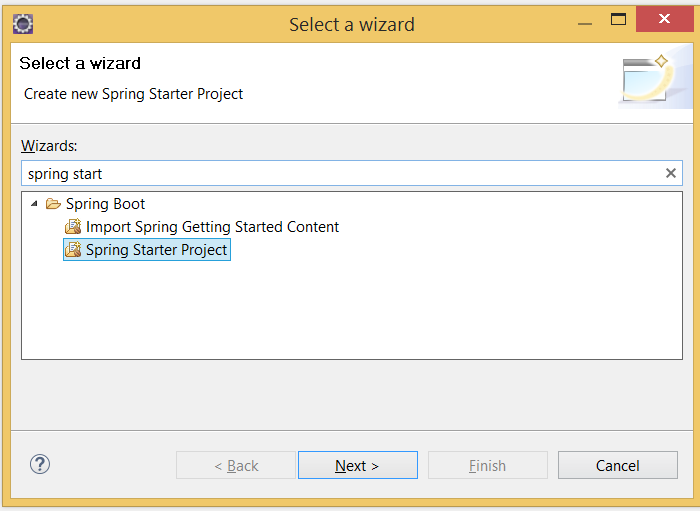 Select a wizard
Select a wizard
Create new Spring Starter Project
Wizards:
spring start
Spring Boot
Import Spring Getting Started Content
Spring Starter Project
< Back
Next >
Finish
Cancel